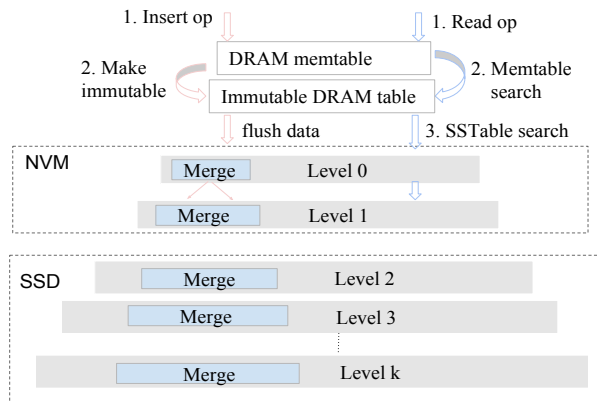 1. Insert op
1. Read op
DRAM memtable
2. Make
immutable
2. Memtable
search
Immutable DRAM table
flush data
3. SSTable search
NVM
Merge
Level 0
Merge
Level 1
SSD
Merge
Level 2
Merge
Level 3
Merge
Level k